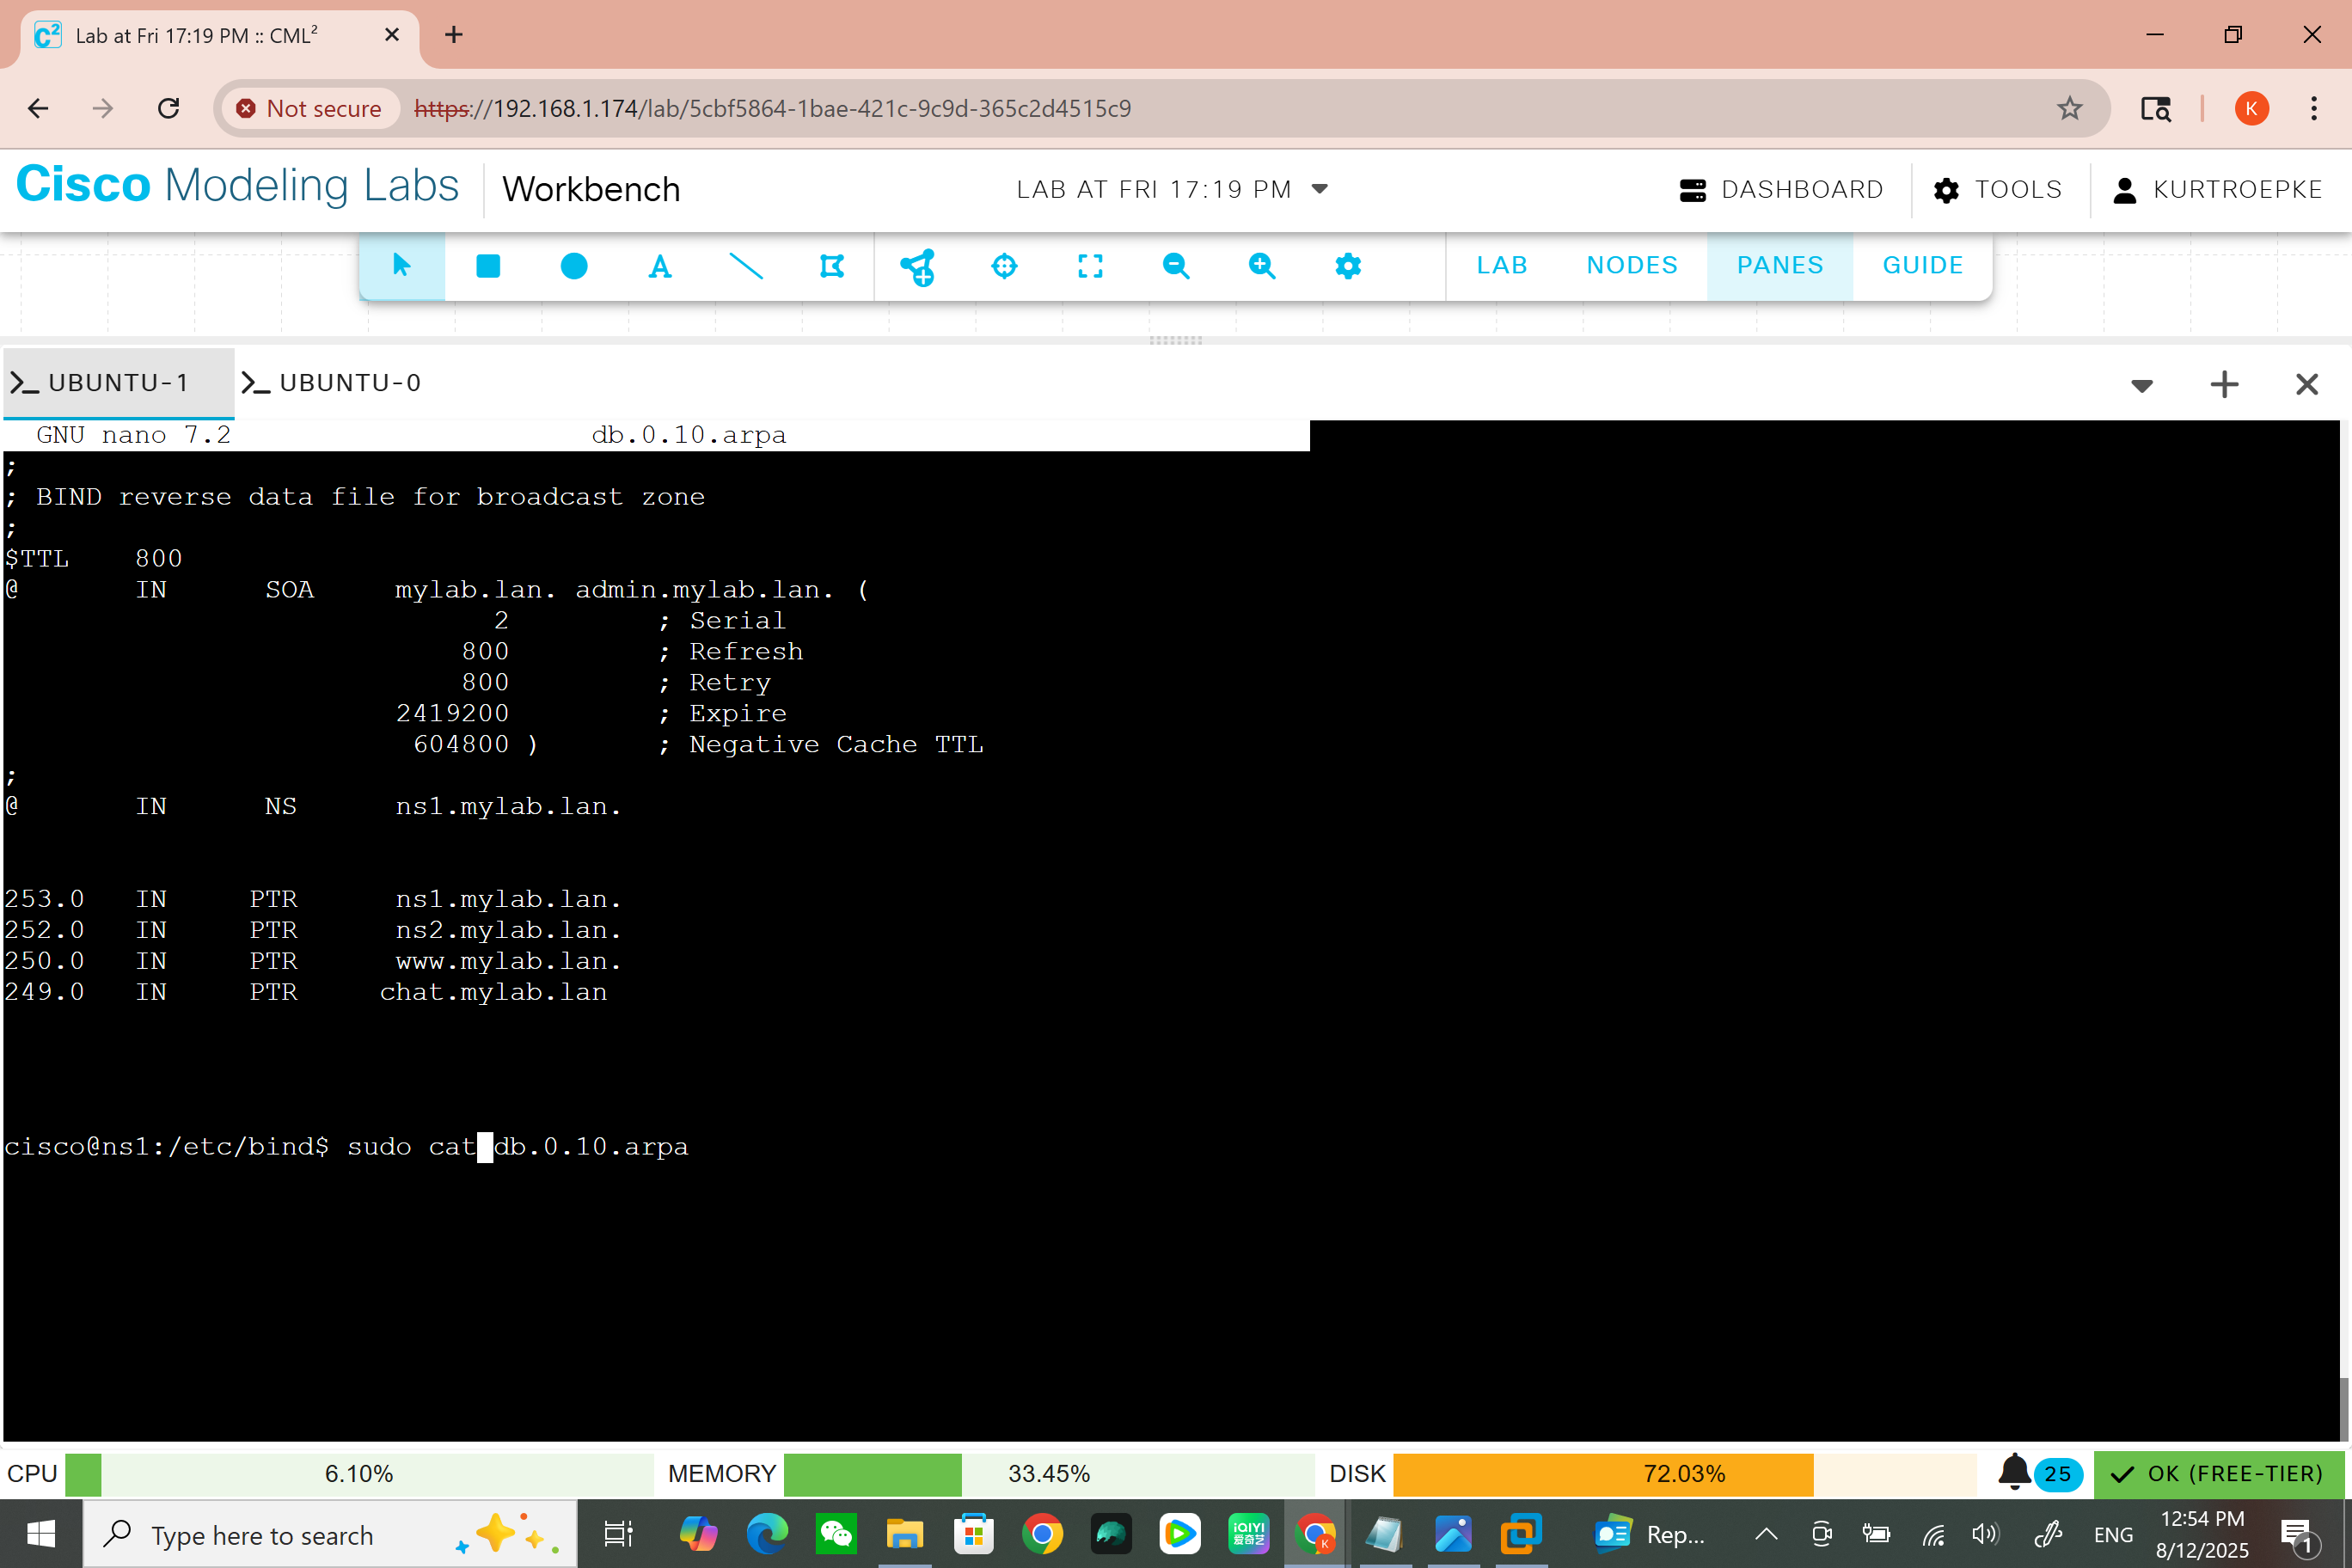 Lab at Fri 17:19 PM :: CML²
Not secure https://192.168.1.174/lab/5cbf5864-1bae-421c-9c9d-365c2d4515c9
K
Cisco Modeling Labs Workbench LAB AT FRI 17:19 PM DASHBOARD TOOLS KURTROEPKE
A LAB NODES PANES GUIDE
UBUNTU-1 UBUNTU-0
GNU nano 7.2 db.0.10.arpa
;
; BIND reverse data file for broadcast zone
;
$TTL 800
@ IN SOA mylab.lan. admin.mylab.lan. (
2 ; Serial
800 ; Refresh
800 ; Retry
2419200 ; Expire
604800 ) ; Negative Cache TTL
;
@ IN NS ns1.mylab.lan.
253.0 IN PTR ns1.mylab.lan.
252.0 IN PTR ns2.mylab.lan.
250.0 IN PTR www.mylab.lan.
249.0 IN PTR chat.mylab.lan
cisco@ns1:/etc/bind$ sudo cat db.0.10.arpa
CPU 6.10% MEMORY 33.45% DISK 72.03% 25 OK (FREE-TIER)
Type here to search iQIYI 爱奇艺 K Rep... ENG 12:54 PM
8/12/2025 1